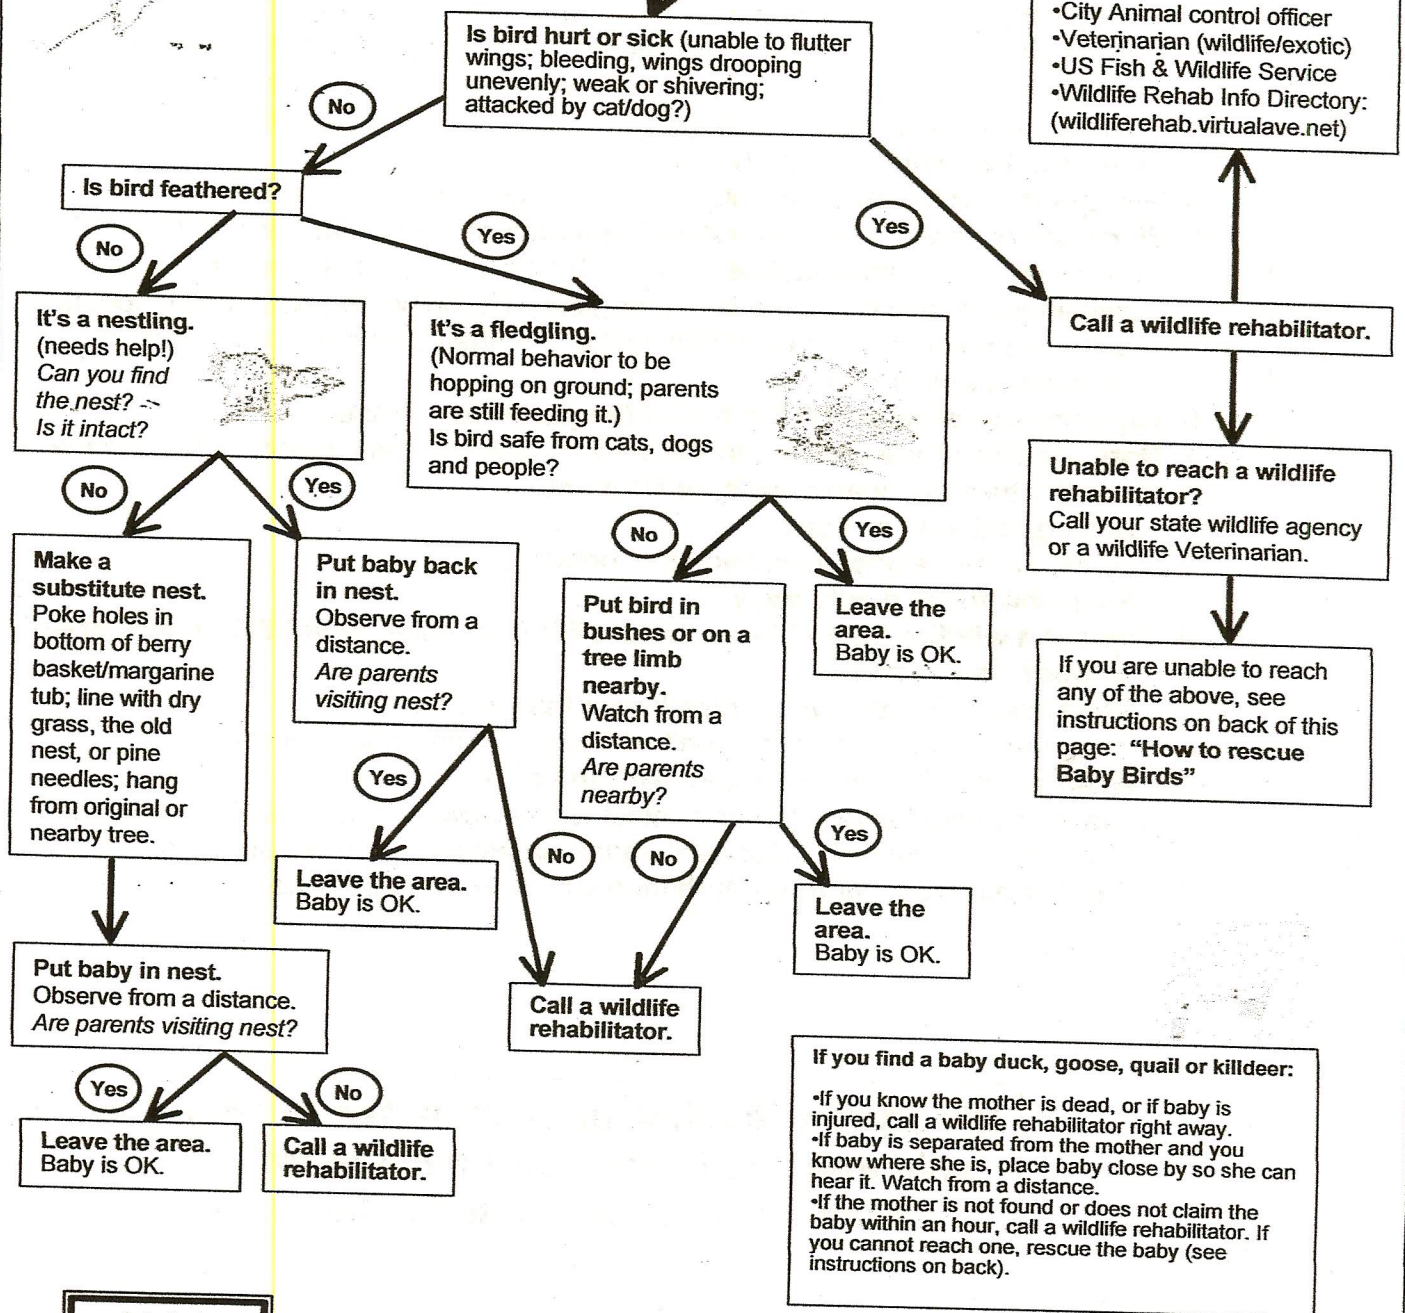 •City Animal control officer
•Veterinarian (wildlife/exotic)
•US Fish & Wildlife Service
•Wildlife Rehab Info Directory:
(wildliferehab.virtualave.net)
Is bird hurt or sick (unable to flutter
wings; bleeding, wings drooping
unevenly; weak or shivering;
attacked by cat/dog?)
No
Yes
Is bird feathered?
No
Yes
Call a wildlife rehabilitator.
It's a nestling.
(needs help!)
Can you find
the nest?
Is it intact?
It's a fledgling.
(Normal behavior to be
hopping on ground; parents
are still feeding it.)
Is bird safe from cats, dogs
and people?
Unable to reach a wildlife
rehabilitator?
Call your state wildlife agency
or a wildlife Veterinarian.
No
Yes
No
Yes
Make a
substitute nest.
Poke holes in
bottom of berry
basket/margarine
tub; line with dry
grass, the old
nest, or pine
needles; hang
from original or
nearby tree.
Put baby back
in nest.
Observe from a
distance.
Are parents
visiting nest?
Put bird in
bushes or on a
tree limb
nearby.
Watch from a
distance.
Are parents
nearby?
Leave the
area.
Baby is OK.
If you are unable to reach
any of the above, see
instructions on back of this
page: "How to rescue
Baby Birds"
Yes
No
No
Yes
Leave the area.
Baby is OK.
Leave the
area.
Baby is OK.
Put baby in nest.
Observe from a distance.
Are parents visiting nest?
Call a wildlife
rehabilitator.
Yes
No
Leave the area.
Baby is OK.
Call a wildlife
rehabilitator.
If you find a baby duck, goose, quail or killdeer:
•If you know the mother is dead, or if baby is
injured, call a wildlife rehabilitator right away.
•If baby is separated from the mother and you
know where she is, place baby close by so she can
hear it. Watch from a distance.
•If the mother is not found or does not claim the
baby within an hour, call a wildlife rehabilitator. If
you cannot reach one, rescue the baby (see
instructions on back).